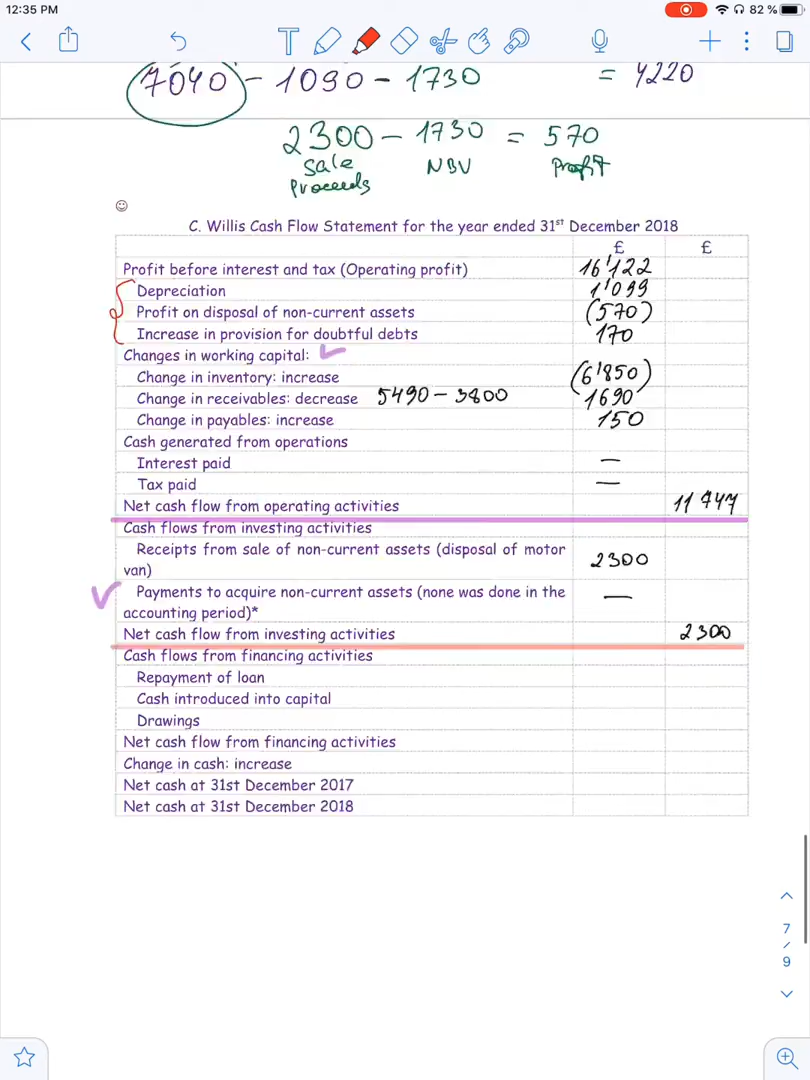 12:35 PM 82 %
7040 - 1090 - 1730 = 4220
2300 - 1730 = 570
Sale Proceeds NBV Profit
C. Willis Cash Flow Statement for the year ended 31st December 2018
£ £
Profit before interest and tax (Operating profit) 16'122
Depreciation 1'099
Profit on disposal of non-current assets (570)
Increase in provision for doubtful debts 170
Changes in working capital:
Change in inventory: increase (6'850)
Change in receivables: decrease 5490 - 3800 1690
Change in payables: increase 150
Cash generated from operations
Interest paid —
Tax paid —
Net cash flow from operating activities 11 747
Cash flows from investing activities
Receipts from sale of non-current assets (disposal of motor
van) 2300
Payments to acquire non-current assets (none was done in the
accounting period)* —
Net cash flow from investing activities 2300
Cash flows from financing activities
Repayment of loan
Cash introduced into capital
Drawings
Net cash flow from financing activities
Change in cash: increase
Net cash at 31st December 2017
Net cash at 31st December 2018
7
/
9